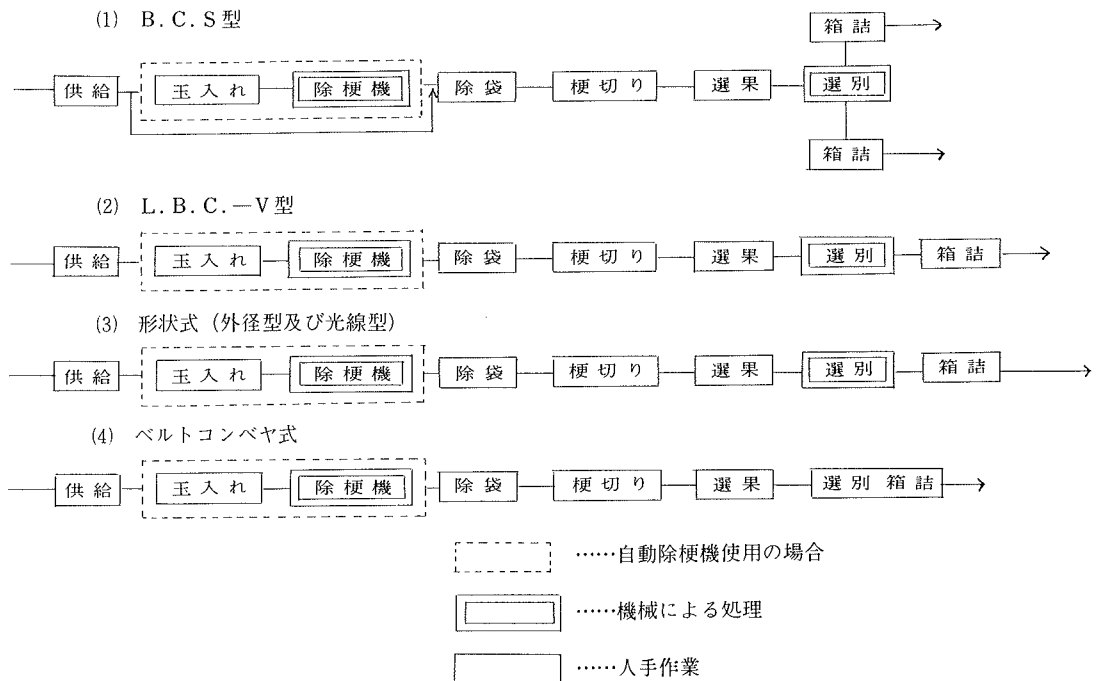 (1) B.C.S型
供給 玉入れ 除梗機 除袋 梗切り 選果 選別 箱詰
箱詰
(2) L.B.C.—V型
供給 玉入れ 除梗機 除袋 梗切り 選果 選別 箱詰
(3) 形状式(外径型及び光線型)
供給 玉入れ 除梗機 除袋 梗切り 選果 選別 箱詰
(4) ベルトコンベヤ式
供給 玉入れ 除梗機 除袋 梗切り 選果 選別 箱詰
……自動除梗機使用の場合
……機械による処理
……人手作業